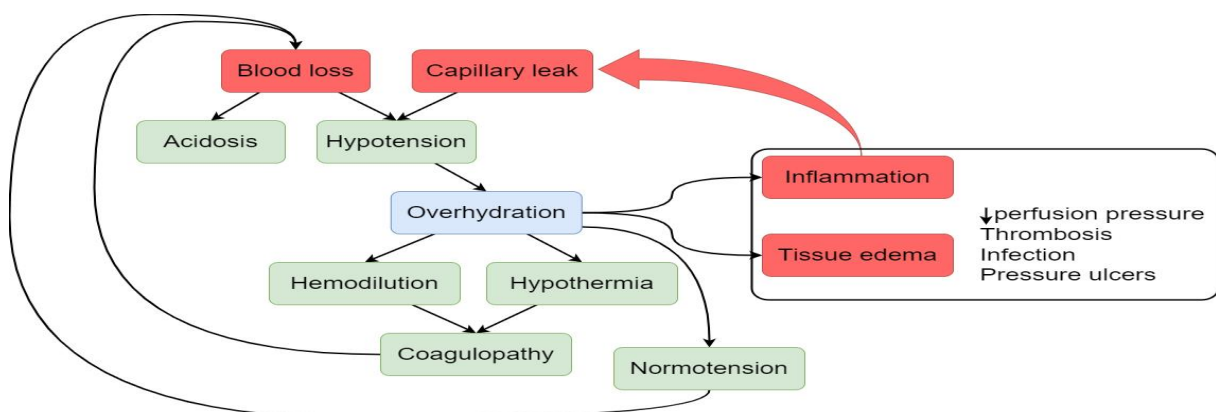 Blood loss
Capillary leak
Acidosis
Hypotension
Inflammation
Overhydration
↓perfusion pressure
Thrombosis
Infection
Pressure ulcers
Tissue edema
Hemodilution
Hypothermia
Coagulopathy
Normotension